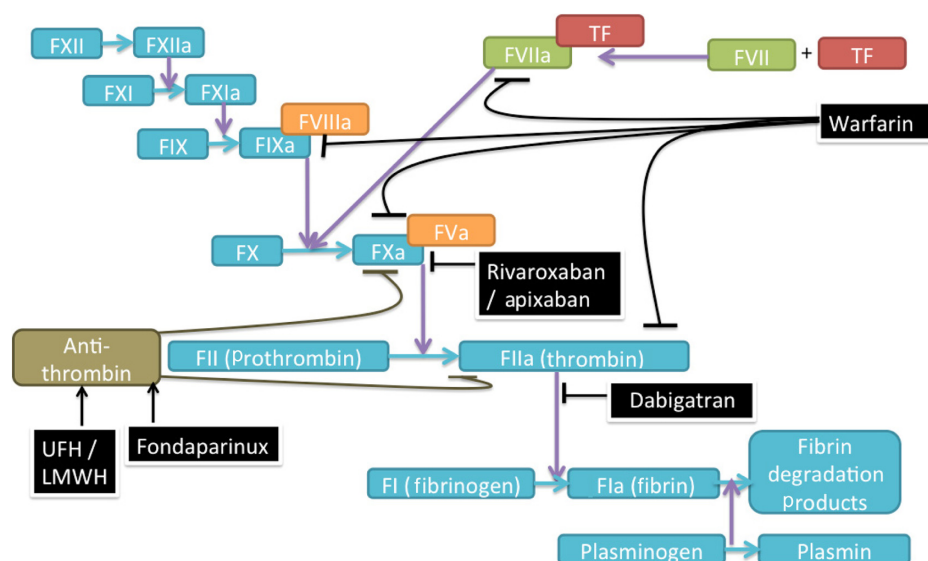 TF
FXII
FXIIa
FVIIa
FVII
+
TF
FXI
FXIa
FVIIIa
Warfarin
FIX
FIXa
FVa
FX
FXa
Rivaroxaban
/ apixaban
Anti-
thrombin
FII (Prothrombin)
FIIa (thrombin)
Dabigatran
UFH /
LMWH
Fondaparinux
FI (fibrinogen)
FIa (fibrin)
Fibrin
degradation
products
Plasminogen
Plasmin